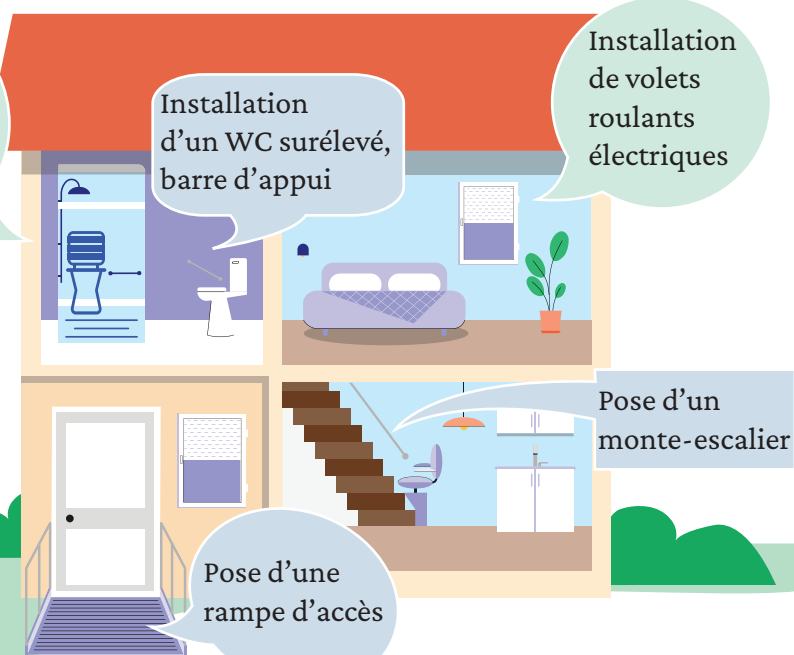 Installation
d’un WC surélevé,
barre d’appui
Installation
de volets
roulants
électriques
Pose d’un
monte-escalier
Pose d’une
rampe d’accès